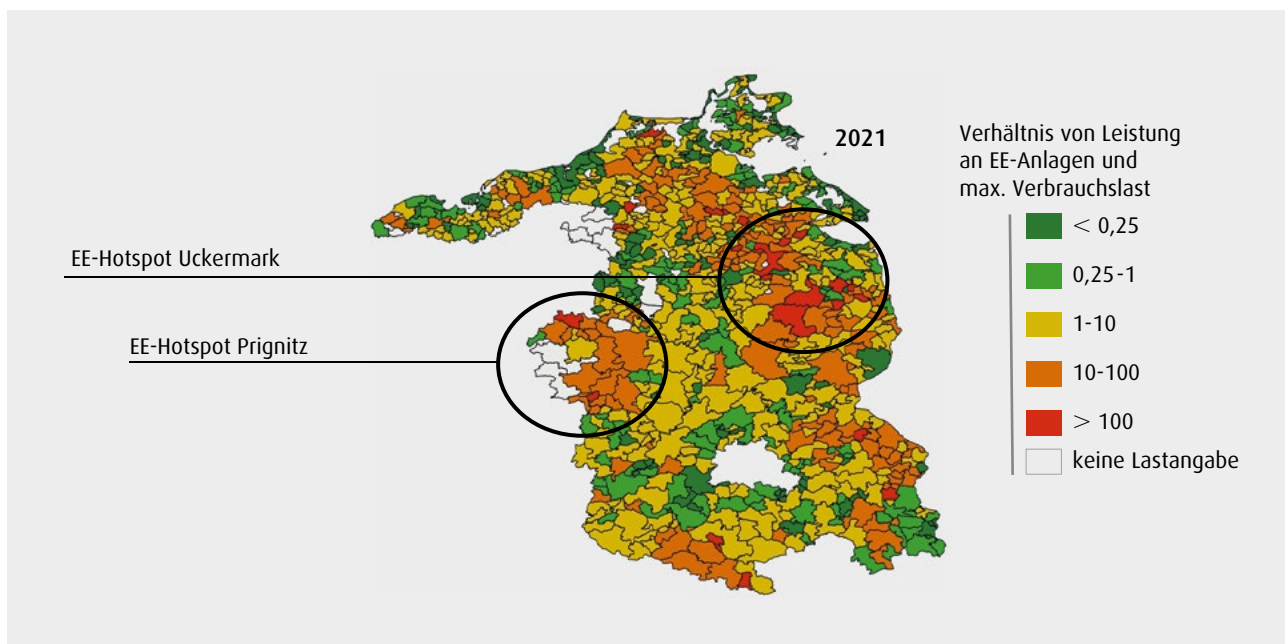 2021
Verhältnis von Leistung
an EE-Anlagen und
max. Verbrauchslast
< 0,25
0,25-1
1-10
10-100
> 100
keine Lastangabe
EE-Hotspot Uckermark
EE-Hotspot Prignitz